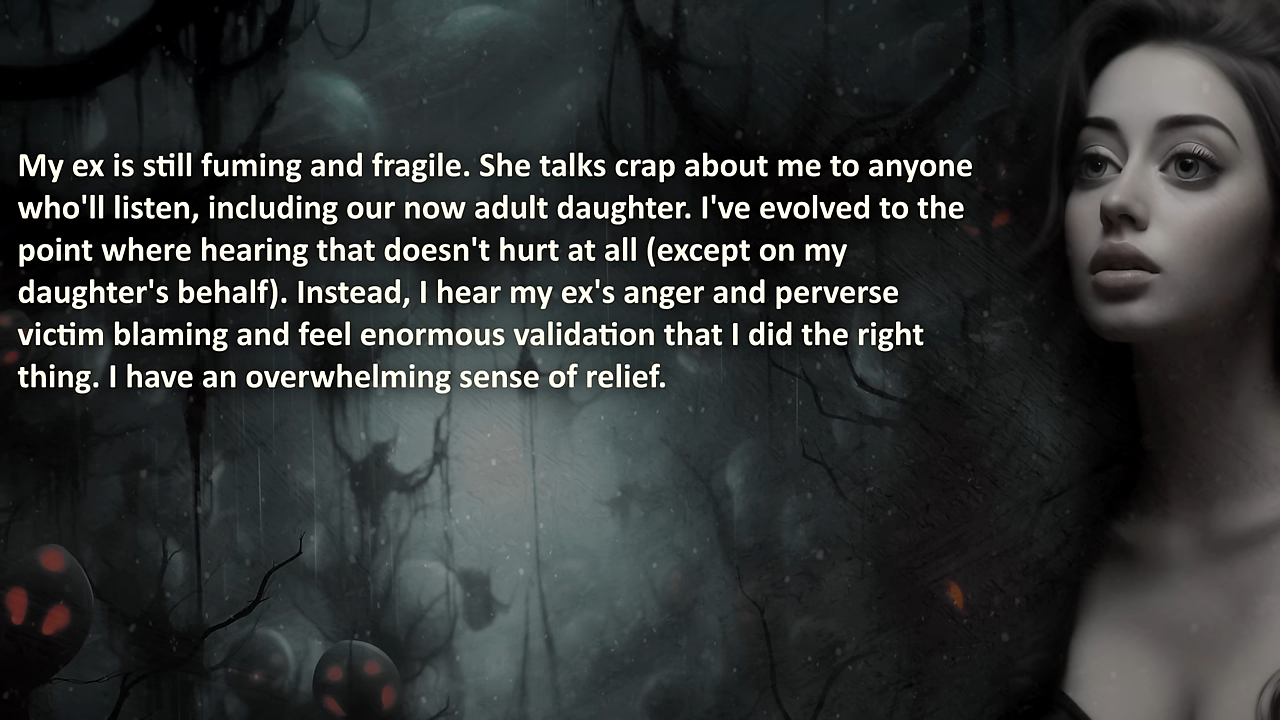 My ex is still fuming and fragile. She talks crap about me to anyone
who'll listen, including our now adult daughter. I've evolved to the
point where hearing that doesn't hurt at all (except on my
daughter's behalf). Instead, I hear my ex's anger and perverse
victim blaming and feel enormous validation that I did the right
thing. I have an overwhelming sense of relief.